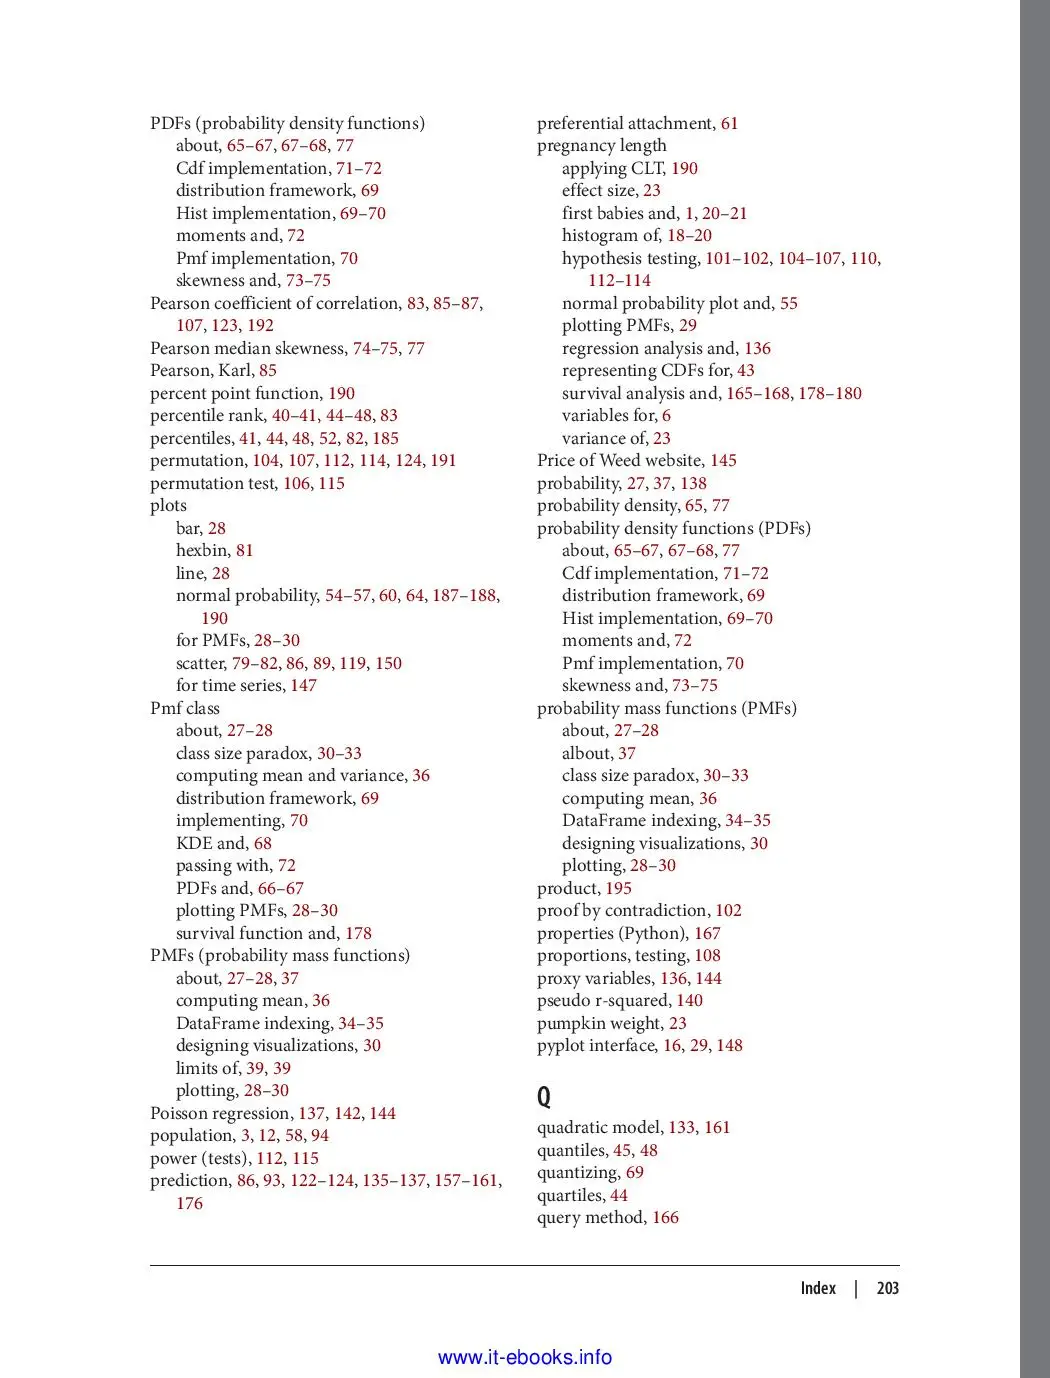 PDFs (probability density functions)
about, 65–67, 67–68, 77
Cdf implementation, 71–72
distribution framework, 69
Hist implementation, 69–70
moments and, 72
Pmf implementation, 70
skewness and, 73–75
Pearson coefficient of correlation, 83, 85–87,
107, 123, 192
Pearson median skewness, 74–75, 77
Pearson, Karl, 85
percent point function, 190
percentile rank, 40–41, 44–48, 83
percentiles, 41, 44, 48, 52, 82, 185
permutation, 104, 107, 112, 114, 124, 191
permutation test, 106, 115
plots
bar, 28
hexbin, 81
line, 28
normal probability, 54–57, 60, 64, 187–188,
190
for PMFs, 28–30
scatter, 79–82, 86, 89, 119, 150
for time series, 147
Pmf class
about, 27–28
class size paradox, 30–33
computing mean and variance, 36
distribution framework, 69
implementing, 70
KDE and, 68
passing with, 72
PDFs and, 66–67
plotting PMFs, 28–30
survival function and, 178
PMFs (probability mass functions)
about, 27–28, 37
computing mean, 36
DataFrame indexing, 34–35
designing visualizations, 30
limits of, 39, 39
plotting, 28–30
Poisson regression, 137, 142, 144
population, 3, 12, 58, 94
power (tests), 112, 115
prediction, 86, 93, 122–124, 135–137, 157–161,
176
preferential attachment, 61
pregnancy length
applying CLT, 190
effect size, 23
first babies and, 1, 20–21
histogram of, 18–20
hypothesis testing, 101–102, 104–107, 110,
112–114
normal probability plot and, 55
plotting PMFs, 29
regression analysis and, 136
representing CDFs for, 43
survival analysis and, 165–168, 178–180
variables for, 6
variance of, 23
Price of Weed website, 145
probability, 27, 37, 138
probability density, 65, 77
probability density functions (PDFs)
about, 65–67, 67–68, 77
Cdf implementation, 71–72
distribution framework, 69
Hist implementation, 69–70
moments and, 72
Pmf implementation, 70
skewness and, 73–75
probability mass functions (PMFs)
about, 27–28
albout, 37
class size paradox, 30–33
computing mean, 36
DataFrame indexing, 34–35
designing visualizations, 30
plotting, 28–30
product, 195
proof by contradiction, 102
properties (Python), 167
proportions, testing, 108
proxy variables, 136, 144
pseudo r-squared, 140
pumpkin weight, 23
pyplot interface, 16, 29, 148
Q
quadratic model, 133, 161
quantiles, 45, 48
quantizing, 69
quartiles, 44
query method, 166
Index | 203
www.it-ebooks.info